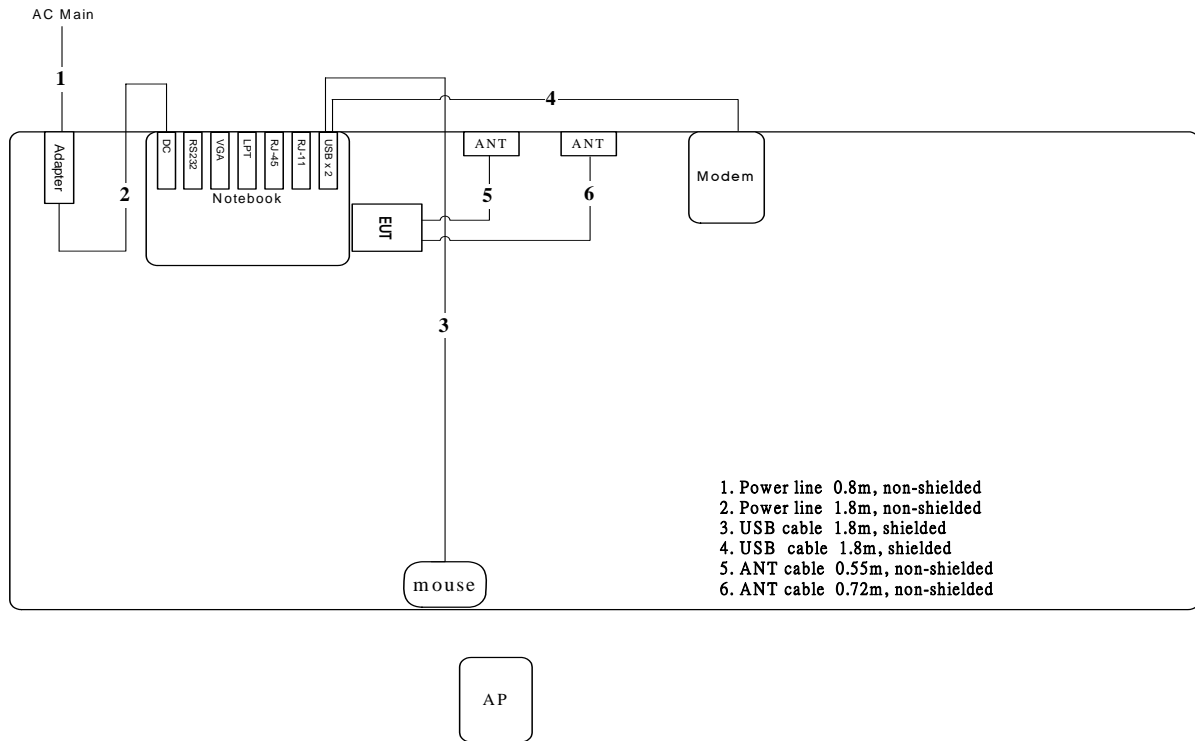 AC Main
1
4
Adapter
DC
RS232
VGA
LPT
RJ-45
RJ-11
USB x 2
ANT
ANT
Modem
2
Notebook
5
6
EUT
3
1. Power line 0.8m, non-shielded
2. Power line 1.8m, non-shielded
3. USB cable 1.8m, shielded
4. USB cable 1.8m, shielded
5. ANT cable 0.55m, non-shielded
6. ANT cable 0.72m, non-shielded
mouse
AP